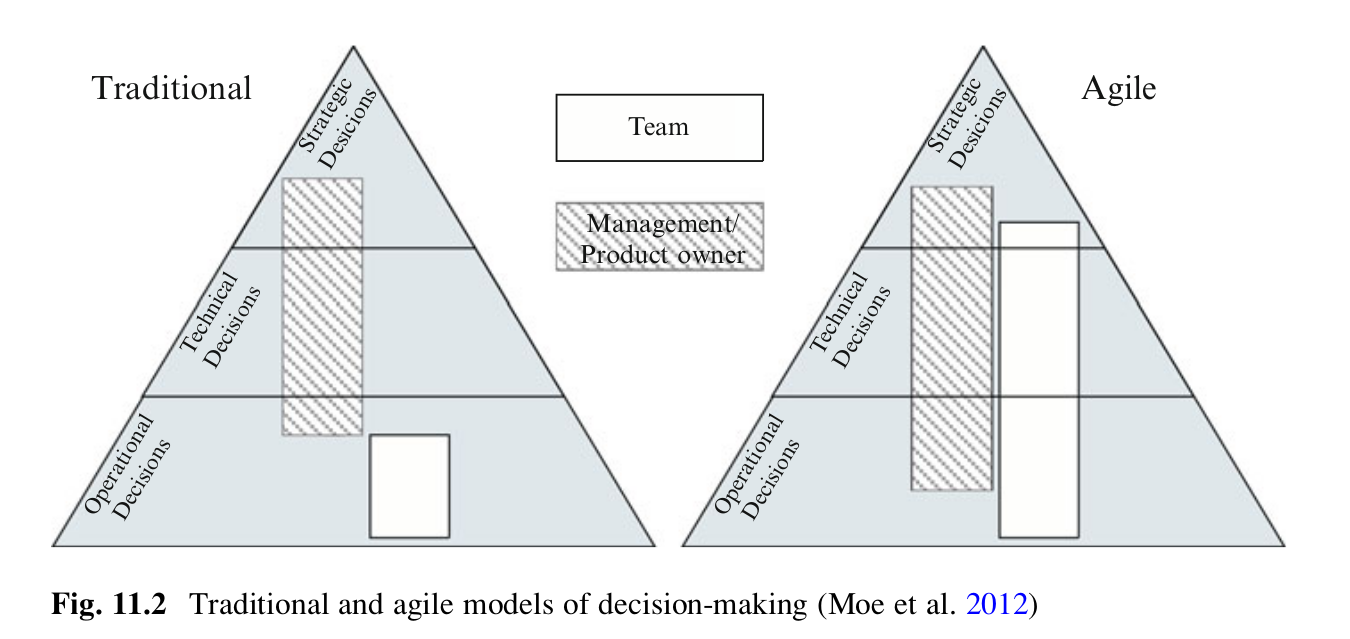 Traditional
Strategic
Desicions
Technical
Decisions
Operational
Decisions
Team
Management/
Product owner
Agile
Strategic
Desicions
Technical
Decisions
Operational
Decisions
Fig. 11.2 Traditional and agile models of decision-making (Moe et al. 2012)